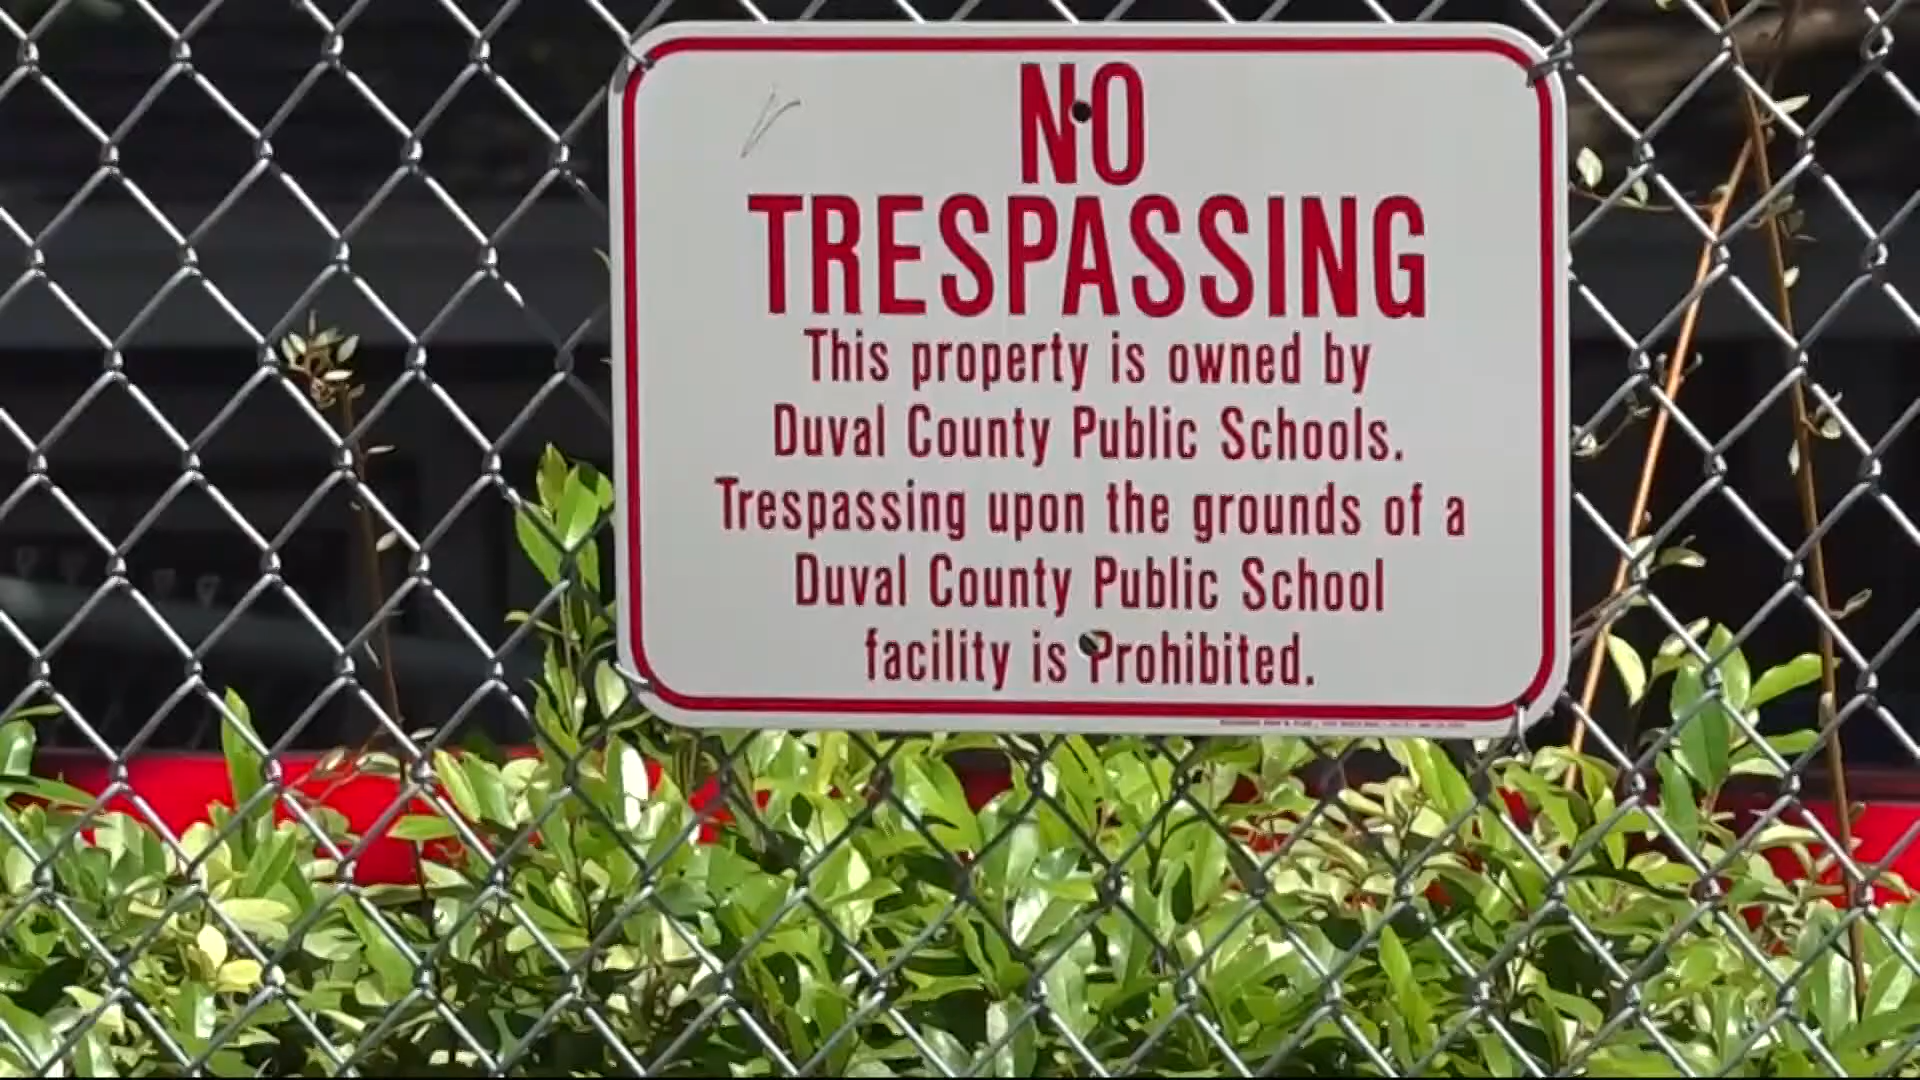 NO
TRESPASSING
This property is owned by
Duval County Public Schools.
Trespassing upon the grounds of a
Duval County Public School
facility is Prohibited.